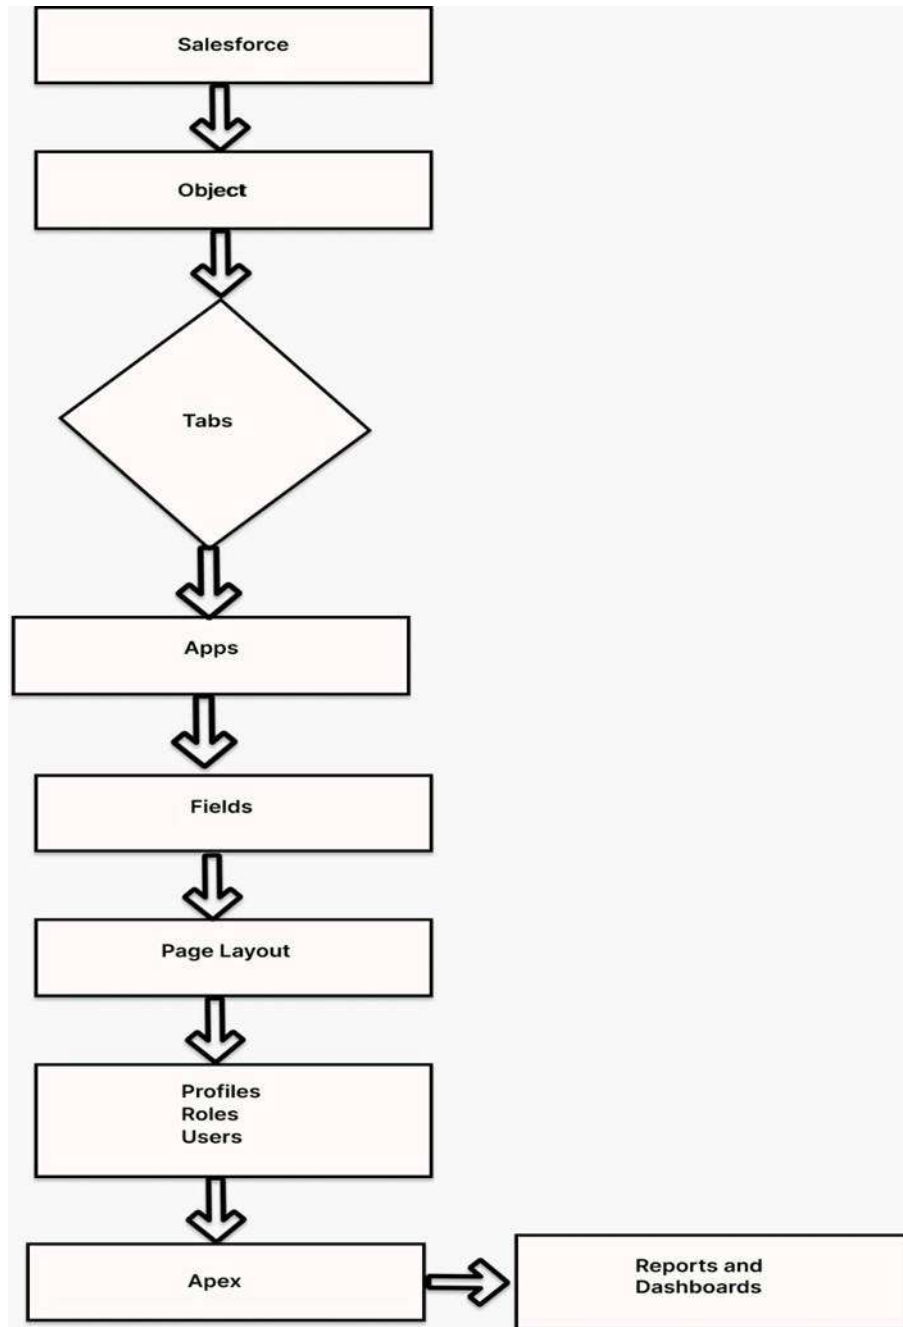 Salesforce
Object
Tabs
Apps
Fields
Page Layout
Profiles
Roles
Users
Apex
Reports and
Dashboards